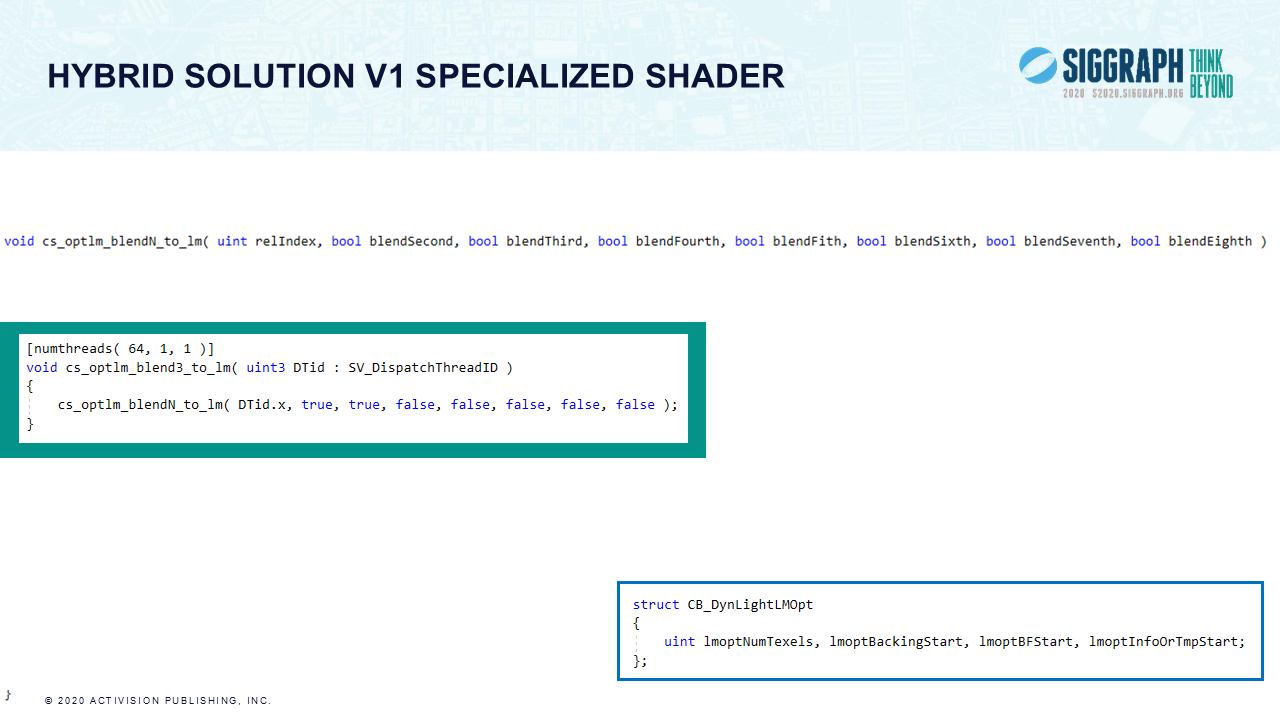 HYBRID SOLUTION V1 SPECIALIZED SHADER
SIGGRAPH THINK BEYOND
2020 S2020.SIGGRAPH.ORG
void cs_optlm_blendN_to_lm( uint relIndex, bool blendSecond, bool blendThird, bool blendFourth, bool blendFith, bool blendSixth, bool blendSeventh, bool blendEighth )
[numthreads( 64, 1, 1 )]
void cs_optlm_blend3_to_lm( uint3 DTid : SV_DispatchThreadID )
{
    cs_optlm_blendN_to_lm( DTid.x, true, true, false, false, false, false, false );
}
struct CB_DynLightLMOpt
{
    uint lmoptNumTexels, lmoptBackingStart, lmoptBFStart, lmoptInfoOrTmpStart;
};
}
© 2020 ACTIVISION PUBLISHING, INC.